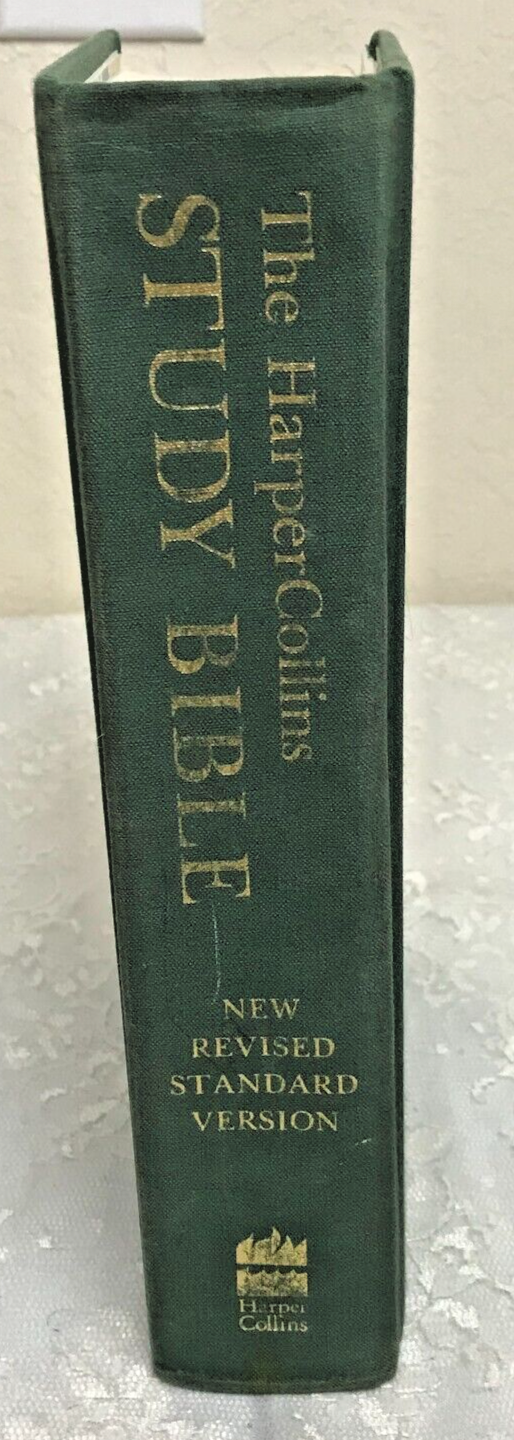 The HarperCollins
STUDY BIBLE
NEW
REVISED
STANDARD
VERSION
Harper
Collins